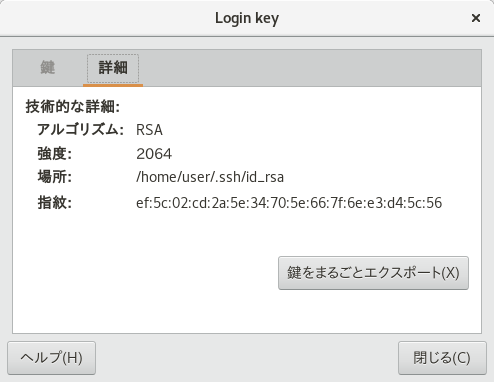 Login key
鍵 詳細
技術的な詳細:
アルゴリズム: RSA
強度: 2064
場所: /home/user/.ssh/id_rsa
指紋: ef:5c:02:cd:2a:5e:34:70:5e:66:7f:6e:e3:d4:5c:56
鍵をまるごとエクスポート(X)
ヘルプ(H) 閉じる(C)